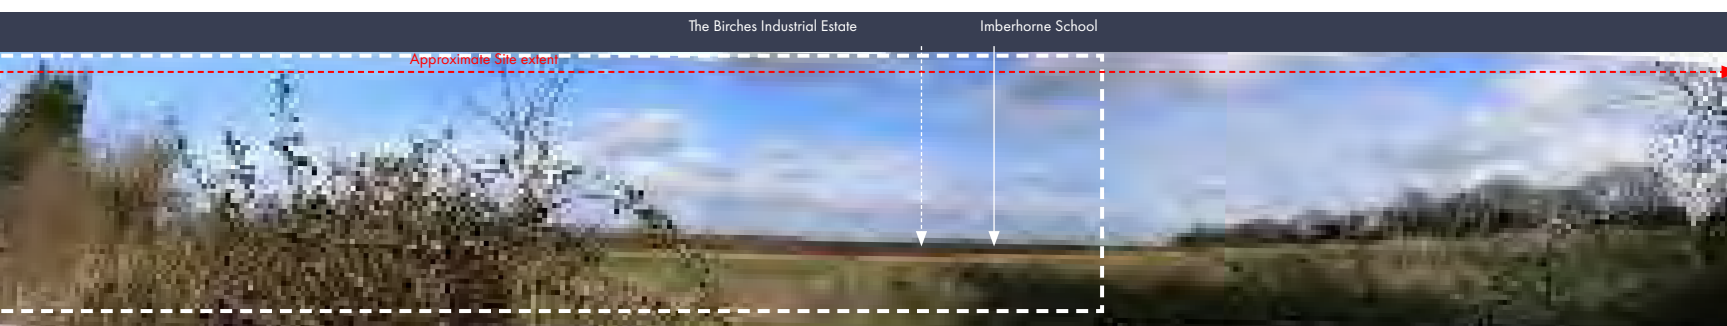 The Birches Industrial Estate
Imberhorne School
Approximate Site extent